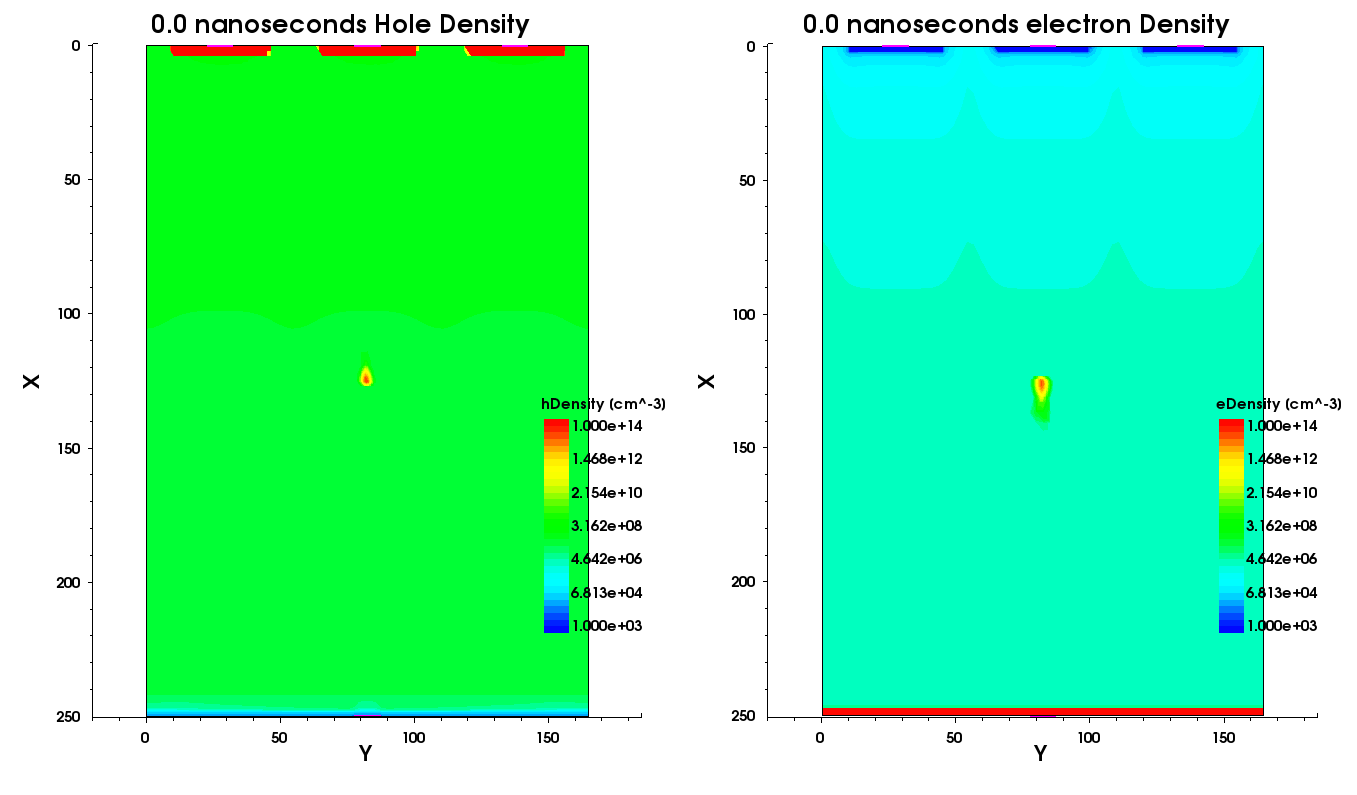 0.0 nanoseconds Hole Density
0
50
100
150
200
250
X
hDensity (cm^-3)
1.000e+14
1.468e+12
2.154e+10
3.162e+08
4.642e+06
6.813e+04
1.000e+03
0
50
100
150
Y
0.0 nanoseconds electron Density
0
50
100
150
200
250
X
eDensity (cm^-3)
1.000e+14
1.468e+12
2.154e+10
3.162e+08
4.642e+06
6.813e+04
1.000e+03
0
50
100
150
Y